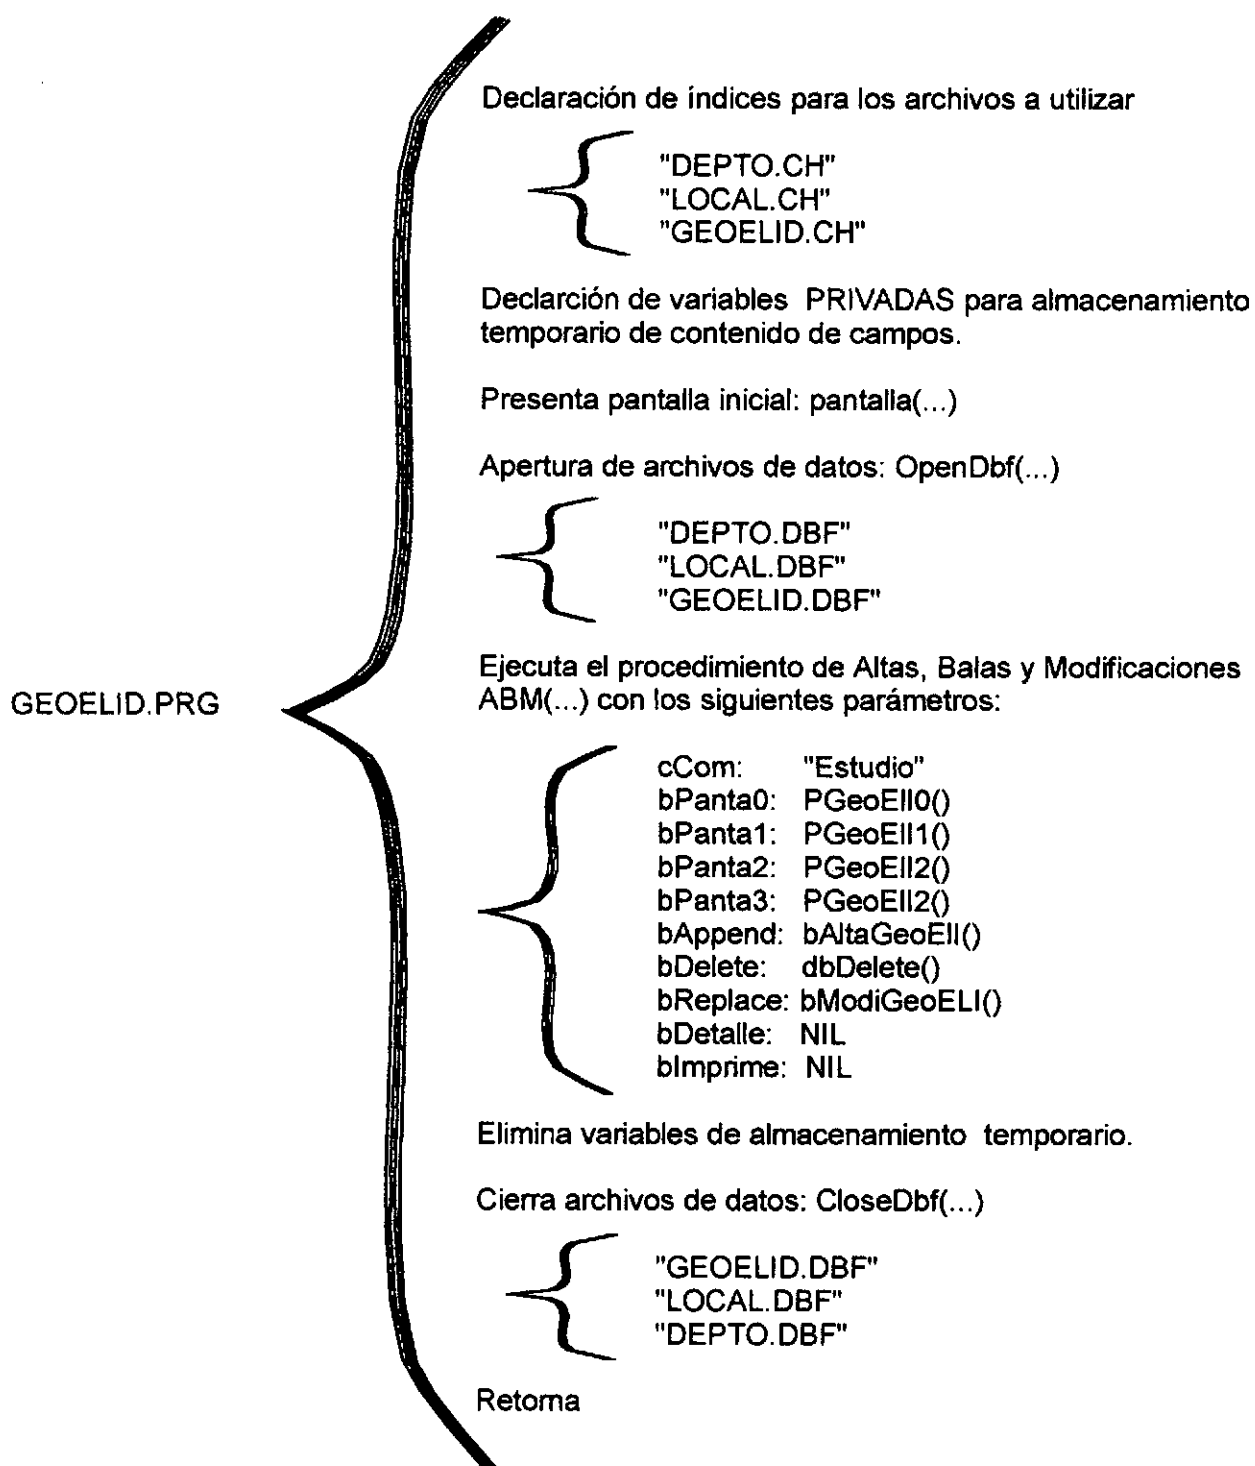 Declaración de índices para los archivos a utilizar
"DEPTO.CH"
"LOCAL.CH"
"GEOELID.CH"
Declarción de variables PRIVADAS para almacenamiento
temporario de contenido de campos.
Presenta pantalla inicial: pantalla(...)
Apertura de archivos de datos: OpenDbf(...)
"DEPTO.DBF"
"LOCAL.DBF"
"GEOELID.DBF"
Ejecuta el procedimiento de Altas, Balas y Modificaciones
GEOELID.PRG
ABM(...) con los siguientes parámetros:
cCom: "Estudio"
bPanta0: PGeoEll0()
bPanta1: PGeoEll1()
bPanta2: PGeoEll2()
bPanta3: PGeoEll2()
bAppend: bAltaGeoEll()
bDelete: dbDelete()
bReplace: bModiGeoELI()
bDetalle: NIL
bImprime: NIL
Elimina variables de almacenamiento temporario.
Cierra archivos de datos: CloseDbf(...)
"GEOELID.DBF"
"LOCAL.DBF"
"DEPTO.DBF"
Retorna